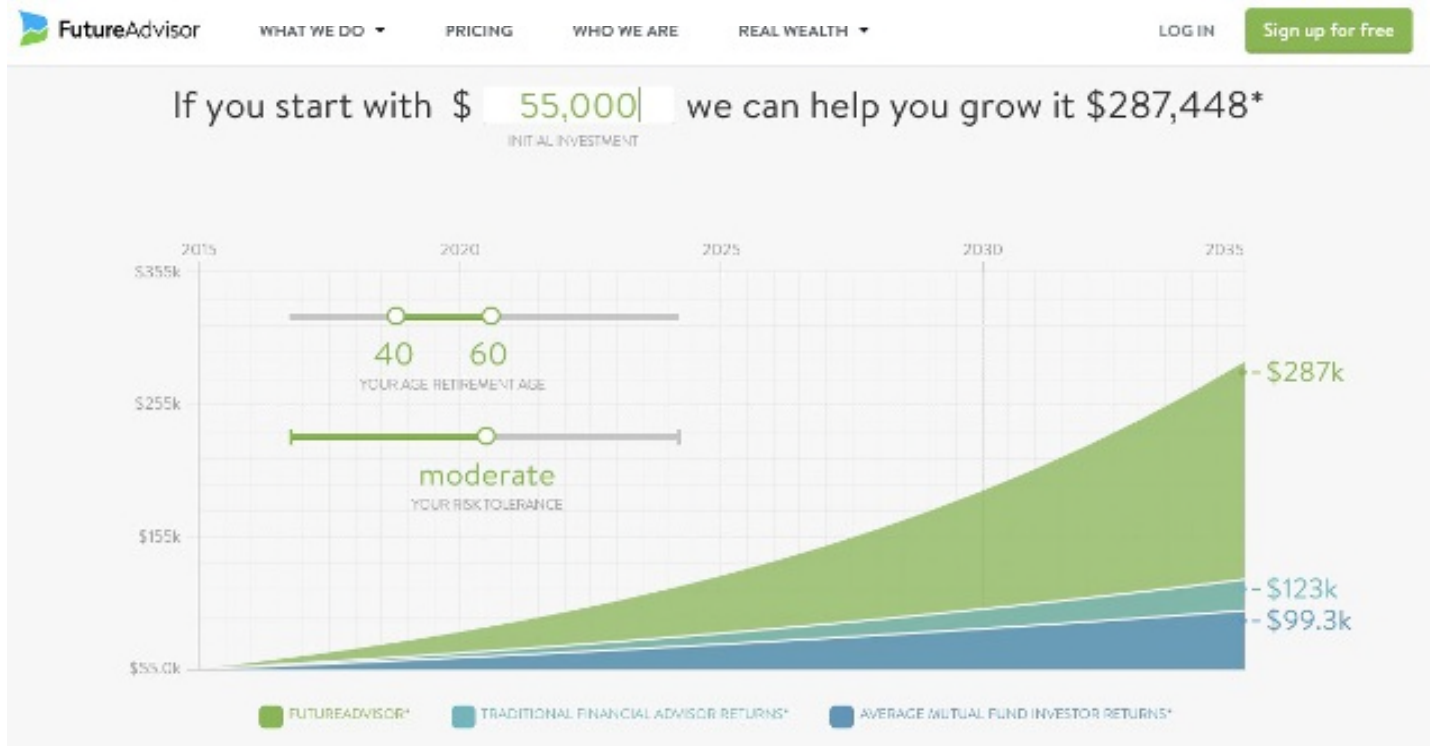 FutureAdvisor WHAT WE DO PRICING WHO WE ARE REAL WEALTH LOG IN Sign up for free
If you start with $ 55,000 we can help you grow it $287,448*
INITIAL INVESTMENT
2015 2020 2025 2030 2035
$355k
40 60
YOUR AGE RETIREMENT AGE
$287k
$255k
moderate
YOUR RISK TOLERANCE
$155k
$123k
$99.3k
$55.0k
FUTUREADVISOR* TRADITIONAL FINANCIAL ADVISOR RETURNS* AVERAGE MUTUAL FUND INVESTOR RETURNS*